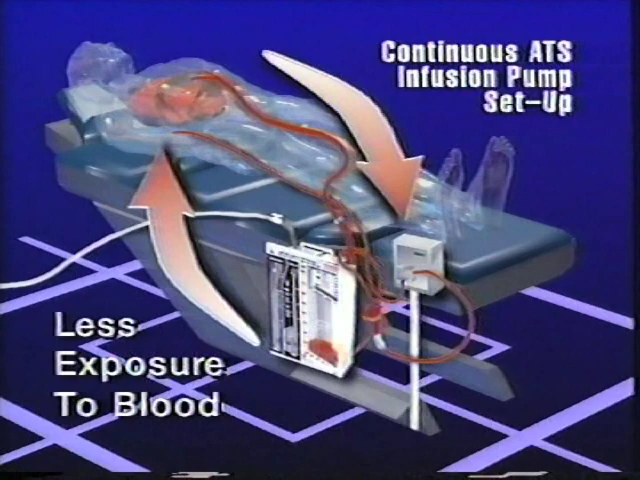 Continuous ATS
Infusion Pump
Set-Up
Less
Exposure
To Blood